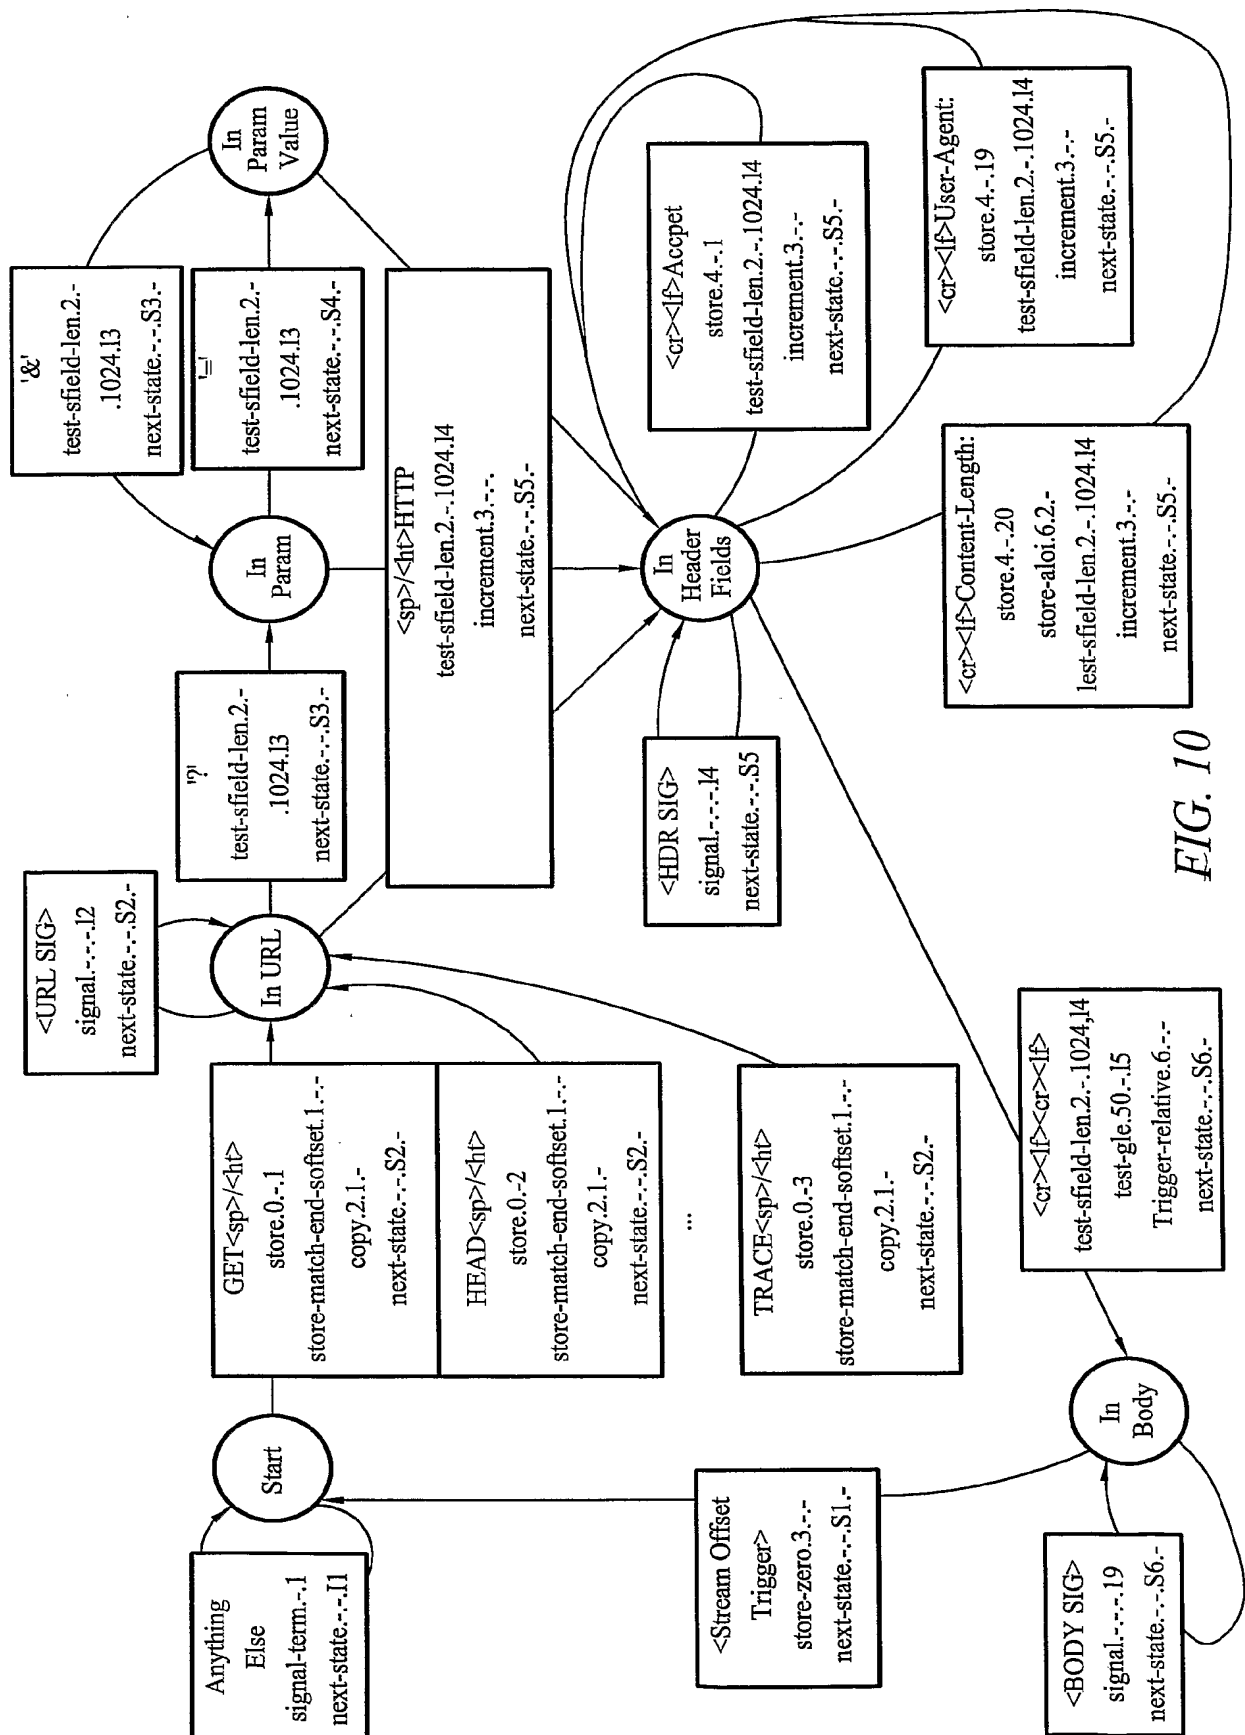 Anything
Else
signal-term.-.1
next-state.-.-.I1
Start
GET<sp>/<ht>
store.0.-.1
store-match-end-softset.1.-.-
copy.2.1.-
next-state.-.-.S2.-
HEAD<sp>/<ht>
store.0.-2
store-match-end-softset.1.-.-
copy.2.1.-
next-state.-.-.S2.-
...
TRACE<sp>/<ht>
store.0.-3
store-match-end-softset.1.-.-
copy.2.1.-
next-state.-.-.S2.-
<URL SIG>
signal.-.-.-.12
next-state.-.-.S2.-
In URL
'?'
test-sfield-len.2.-
.1024.13
next-state.-.-.S3.-
In
Param
'&'
test-sfield-len.2.-
.1024.13
next-state.-.-.S3.-
'='
test-sfield-len.2.-
.1024.13
next-state.-.-.S4.-
In
Param
Value
<sp>/<ht>HTTP
test-sfield-len.2.-.1024.14
increment.3.-.-.
next-state.-.-.S5.-
<HDR SIG>
signal.-.-.-.14
next-state.-.-.S5
In
Header
Fields
<cr><lf>Accpet
store.4.-.1
test-sfield-len.2.-.1024.14
increment.3.-.-
next-state.-.-.S5.-
<cr><lf>User-Agent:
store.4.-.19
test-sfield-len.2.-.1024.14
increment.3.-.-
next-state.-.-.S5.-
<cr><lf>Content-Length:
store.4.-.20
store-aloi.6.2.-
lest-sfield-len.2.-.1024.14
increment.3.-.-
next-state.-.-.S5.-
<cr><lf><cr><lf>
test-sfield-len.2.-.1024,14
test-gle.50.-.15
Trigger-relative.6.-.-
next-state.-.-.S6.-
<Stream Offset
Trigger>
store-zero.3.-.-
next-state.-.-.S1.-
In
Body
<BODY SIG>
signal.-.-.-.19
next-state.-.-.S6.-
FIG. 10